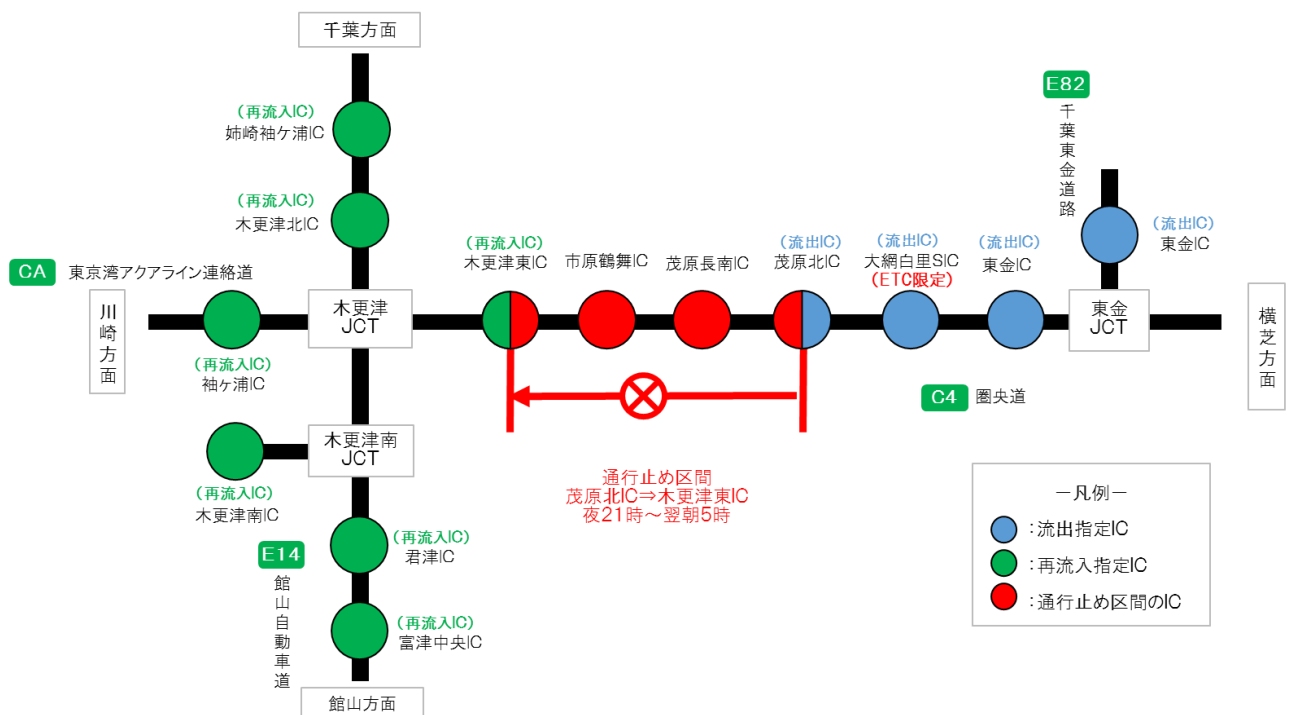 千葉方面
(再流入IC)
姉崎袖ケ浦IC
(再流入IC)
木更津北IC
CA 東京湾アクアライン連絡道
川崎方面
(再流入IC)
袖ヶ浦IC
木更津
JCT
木更津南
JCT
(再流入IC)
木更津南IC
E14
館山自動車道
(再流入IC)
君津IC
(再流入IC)
富津中央IC
館山方面
(再流入IC)
木更津東IC
市原鶴舞IC
茂原長南IC
(流出IC)
茂原北IC
(流出IC)
大網白里SIC
(ETC限定)
(流出IC)
東金IC
E82
千葉東金道路
(流出IC)
東金IC
東金
JCT
横芝方面
C4 圏央道
通行止め区間
茂原北IC⇒木更津東IC
夜21時～翌朝5時
－凡例－
：流出指定IC
：再流入指定IC
：通行止め区間のIC